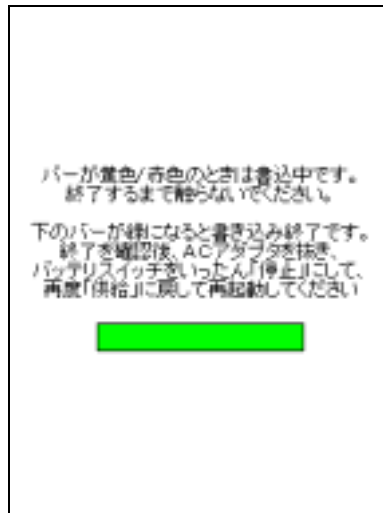 バーが黄色/赤色のときは書込中です。
終了するまで触らないでください。
下のバーが緑になると書き込み終了です。
終了を確認後、ACアダプタを抜き、
バッテリスイッチをいったん「停止」にして、
再度「供給」に戻して再起動してください